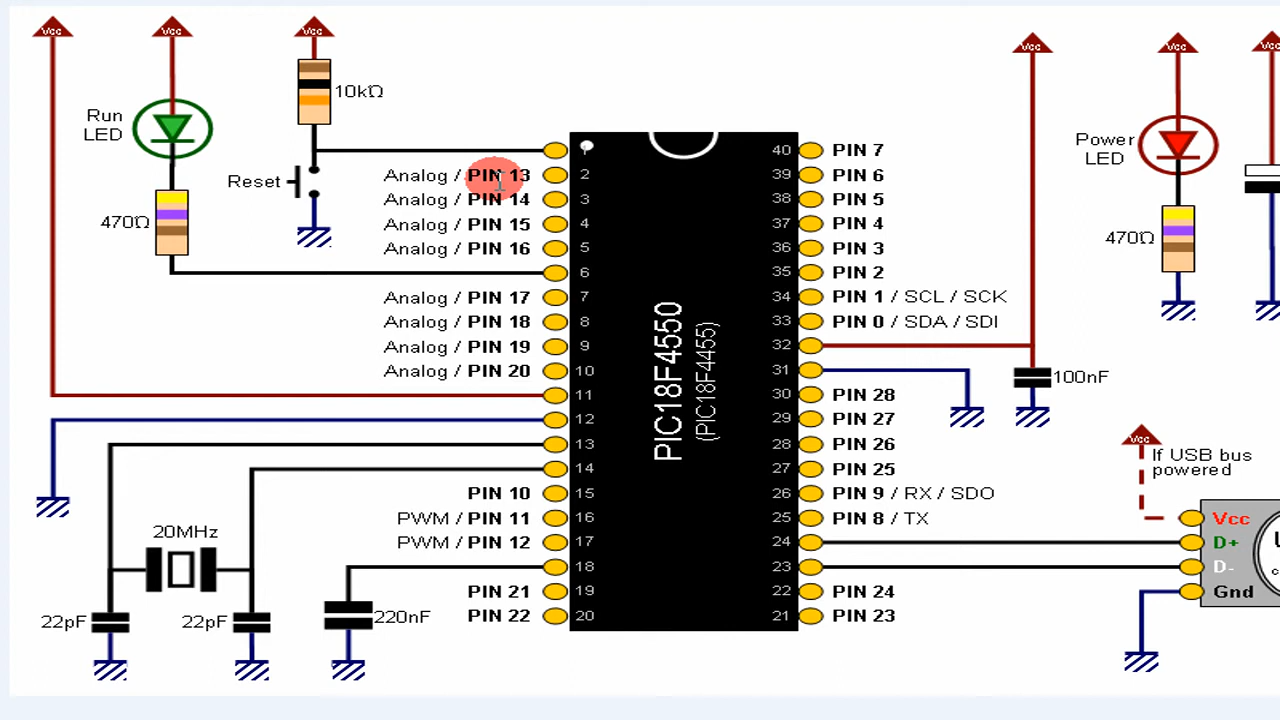 Vcc
Vcc
Vcc
Vcc
Vcc
Vcc
Run
LED
10kΩ
Reset
470Ω
Power
LED
470Ω
1 40 PIN 7
Analog / PIN 13 2 39 PIN 6
Analog / PIN 14 3 38 PIN 5
Analog / PIN 15 4 37 PIN 4
Analog / PIN 16 5 36 PIN 3
6 35 PIN 2
Analog / PIN 17 7 34 PIN 1 / SCL / SCK
Analog / PIN 18 8 33 PIN 0 / SDA / SDI
Analog / PIN 19 9 32
Analog / PIN 20 10 31
11 30 PIN 28
12 29 PIN 27
13 28 PIN 26
14 27 PIN 25
PIN 10 15 26 PIN 9 / RX / SDO
PWM / PIN 11 16 25 PIN 8 / TX
PWM / PIN 12 17 24
18 23
PIN 21 19 22 PIN 24
PIN 22 20 21 PIN 23
PIC18F4550
(PIC18F4455)
100nF
20MHz
22pF
22pF
220nF
Vcc
If USB bus
powered
Vcc
D+
D-
Gnd